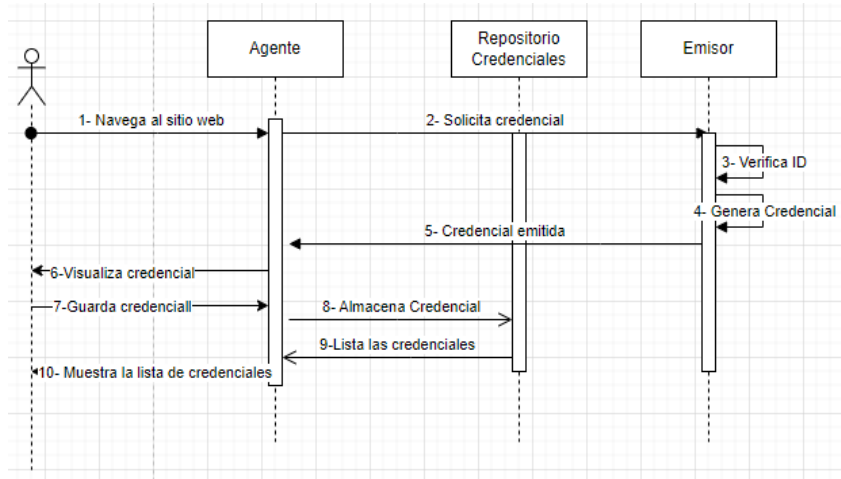 Agente
Repositorio
Credenciales
Emisor
1- Navega al sitio web
2- Solicita credencial
3- Verifica ID
4- Genera Credencial
5- Credencial emitida
6-Visualiza credencial
7-Guarda credenciall
8- Almacena Credencial
9-Lista las credenciales
10- Muestra la lista de credenciales